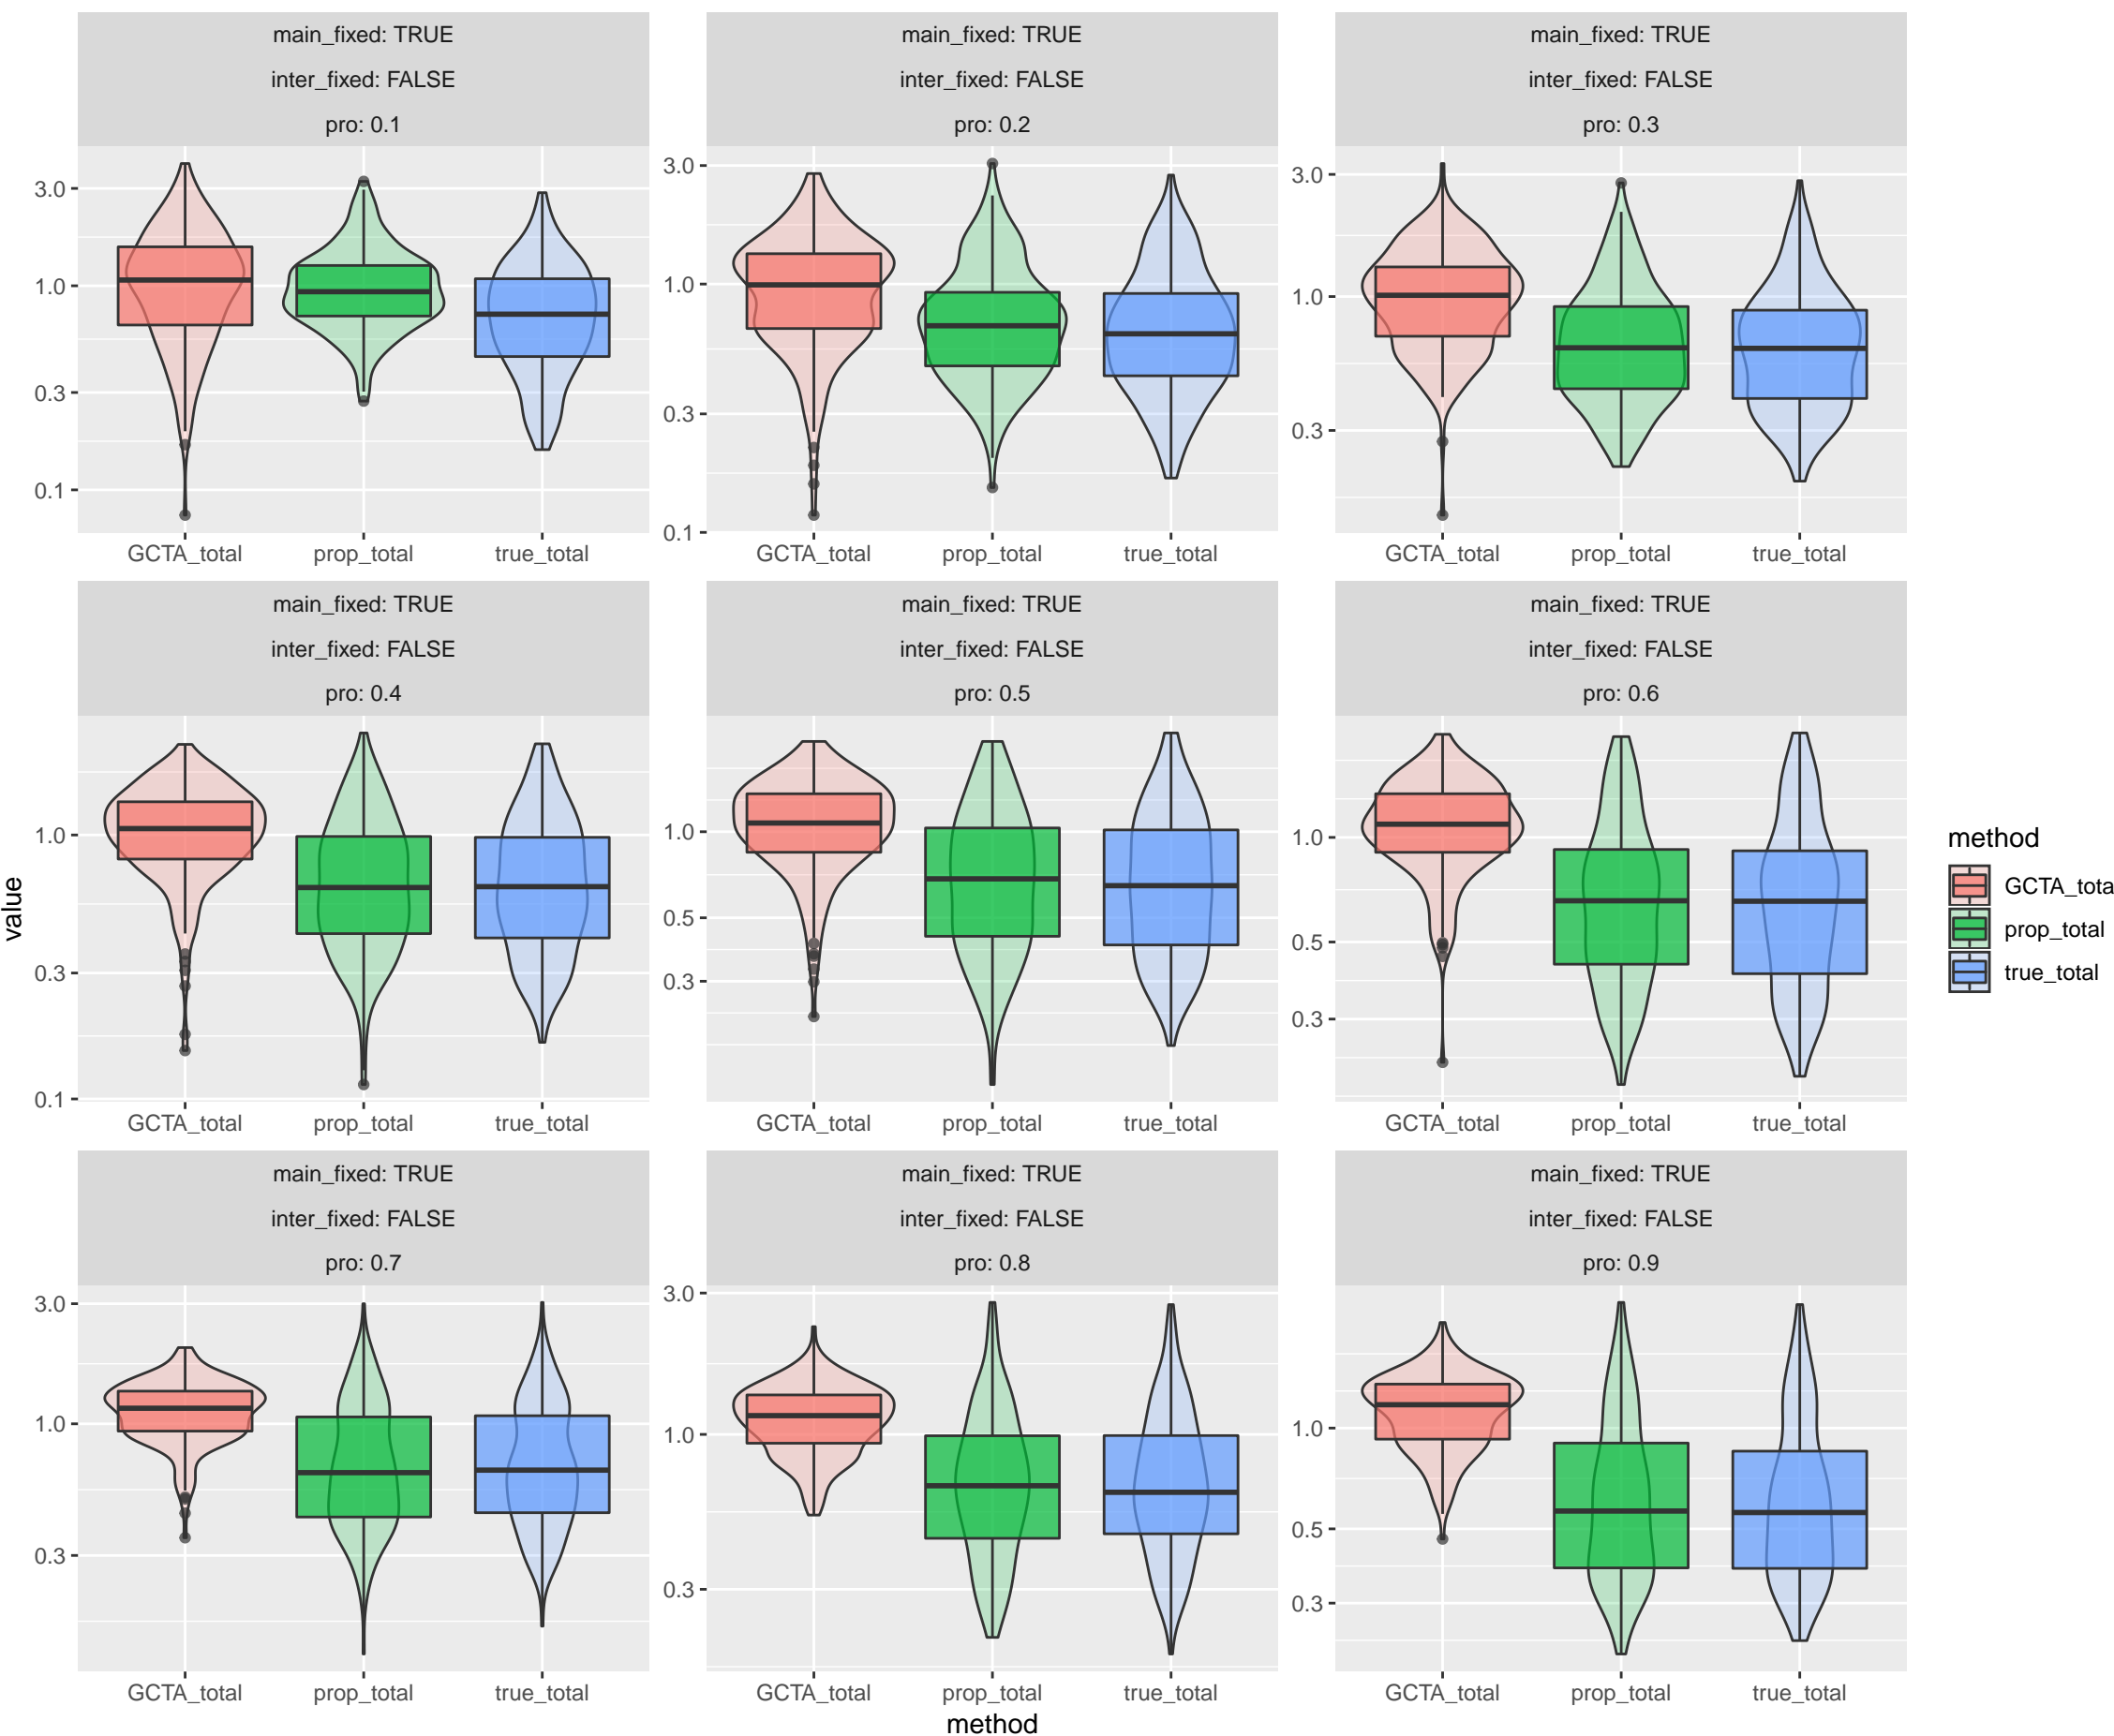 main_fixed: TRUE
inter_fixed: FALSE
pro: 0.1
main_fixed: TRUE
inter_fixed: FALSE
pro: 0.2
main_fixed: TRUE
inter_fixed: FALSE
pro: 0.3
3.0
1.0
0.3
0.1
GCTA_total prop_total true_total
3.0
1.0
0.3
0.1
GCTA_total prop_total true_total
3.0
1.0
0.3
GCTA_total prop_total true_total
main_fixed: TRUE
inter_fixed: FALSE
pro: 0.4
main_fixed: TRUE
inter_fixed: FALSE
pro: 0.5
main_fixed: TRUE
inter_fixed: FALSE
pro: 0.6
value
1.0
0.3
0.1
GCTA_total prop_total true_total
1.0
0.5
0.3
GCTA_total prop_total true_total
1.0
0.5
0.3
GCTA_total prop_total true_total
method
GCTA_tota
prop_total
true_total
main_fixed: TRUE
inter_fixed: FALSE
pro: 0.7
main_fixed: TRUE
inter_fixed: FALSE
pro: 0.8
main_fixed: TRUE
inter_fixed: FALSE
pro: 0.9
3.0
1.0
0.3
GCTA_total prop_total true_total
3.0
1.0
0.3
GCTA_total prop_total true_total
1.0
0.5
0.3
GCTA_total prop_total true_total
method